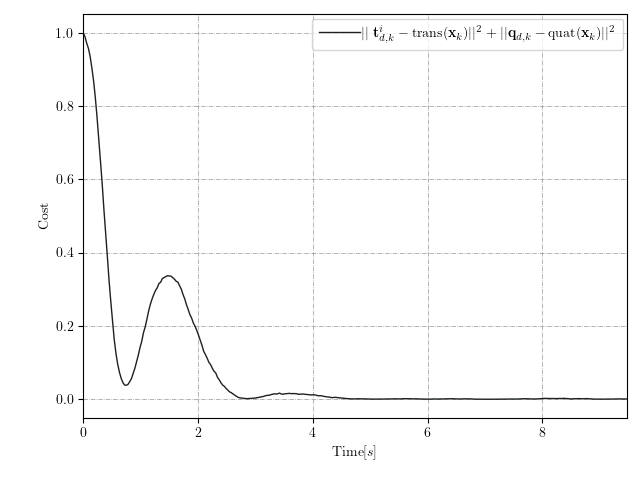 || t^i_{d,k} − trans(x_k)||² + ||q_{d,k} − quat(x_k)||²
1.0
0.8
0.6
0.4
0.2
0.0
Cost
0 2 4 6 8
Time[s]